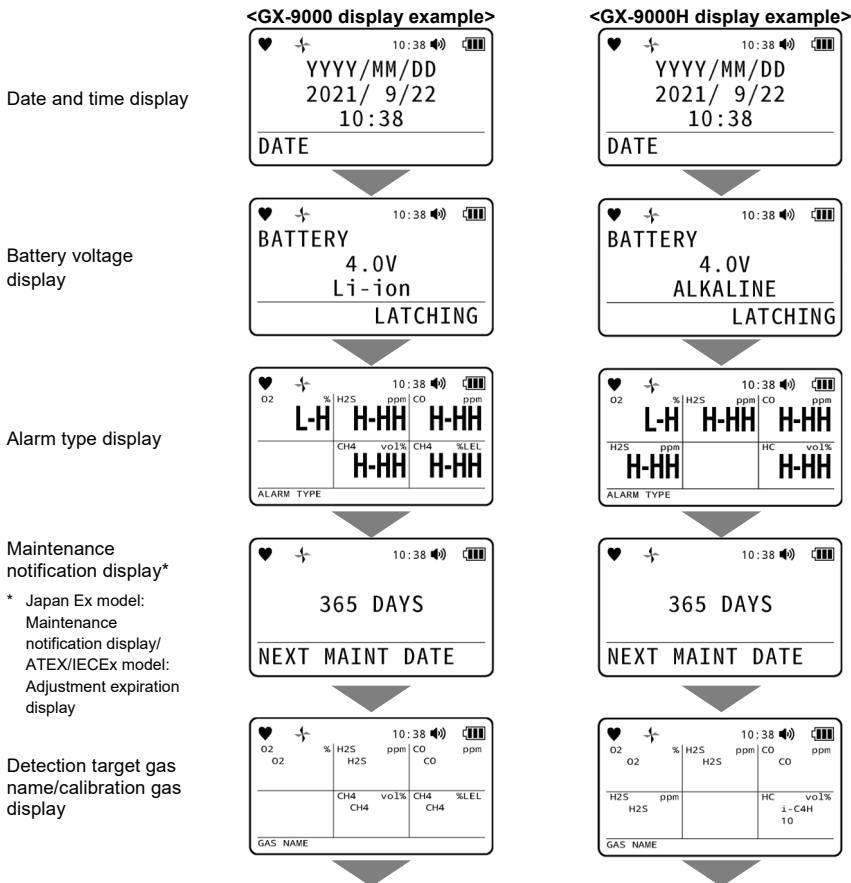 <GX-9000 display example>
<GX-9000H display example>
Date and time display
10:38
YYYY/MM/DD
2021/ 9/22
10:38
DATE
10:38
YYYY/MM/DD
2021/ 9/22
10:38
DATE
Battery voltage
display
10:38
BATTERY
4.0V
Li-ion
LATCHING
10:38
BATTERY
4.0V
ALKALINE
LATCHING
Alarm type display
10:38
O2 % H2S ppm CO ppm
L-H H-HH H-HH
CH4 vol% CH4 %LEL
H-HH H-HH
ALARM TYPE
10:38
O2 % H2S ppm CO ppm
L-H H-HH H-HH
H2S ppm HC vol%
H-HH H-HH
ALARM TYPE
Maintenance
notification display*
* Japan Ex model:
Maintenance
notification display/
ATEX/IECEx model:
Adjustment expiration
display
10:38
365 DAYS
NEXT MAINT DATE
10:38
365 DAYS
NEXT MAINT DATE
Detection target gas
name/calibration gas
display
10:38
O2 % H2S ppm CO ppm
O2 H2S CO
CH4 vol% CH4 %LEL
CH4 CH4
GAS NAME
10:38
O2 % H2S ppm CO ppm
O2 H2S CO
H2S ppm HC vol%
H2S i-C4H
10
GAS NAME